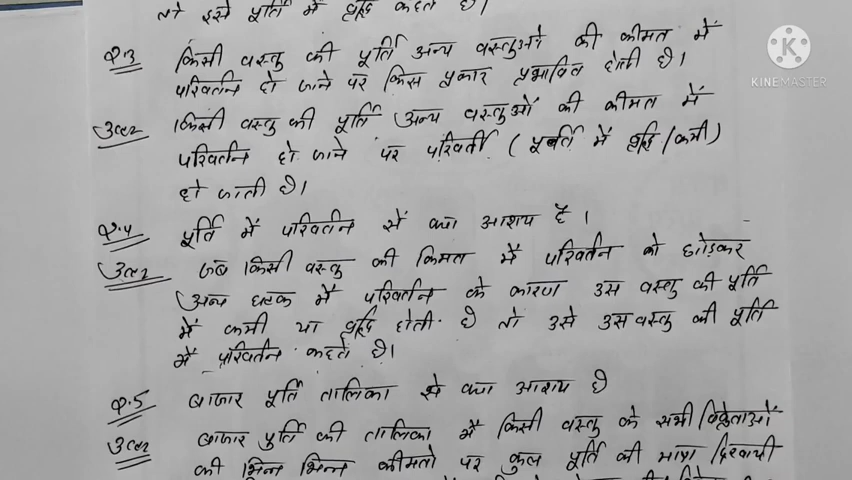 तो इसे पूर्ति में वृद्धि कहते है।
Q.3 किसी वस्तु की पूर्ति अन्य वस्तुओं की कीमत में
परिवर्तन हो जाने पर किस प्रकार प्रभावित होती है।
उत्तर किसी वस्तु की पूर्ति अन्य वस्तुओं की कीमत में
परिवर्तन हो जाने पर परिवर्ती (पूर्ति में वृद्धि/कमी)
हो जाती है।
Q.4 पूर्ति में परिवर्तन से क्या आशय है।
उत्तर जब किसी वस्तु की किमत में परिवर्तन को छोड़कर
अन्य घटक में परिवर्तन के कारण उस वस्तु की पूर्ति
में कमी या वृद्धि होती है तो उसे उस वस्तु की पूर्ति
में परिवर्तन कहते है।
Q.5 बाजार पूर्ति तालिका से क्या आशय है
उत्तर बाजार पुर्ति की तालिका में किसी वस्तु के सभी विक्रेताओं
की भिन्न भिन्न कीमतो पर कुल पूर्ति की मात्रा दिखायी
K
KINEMASTER